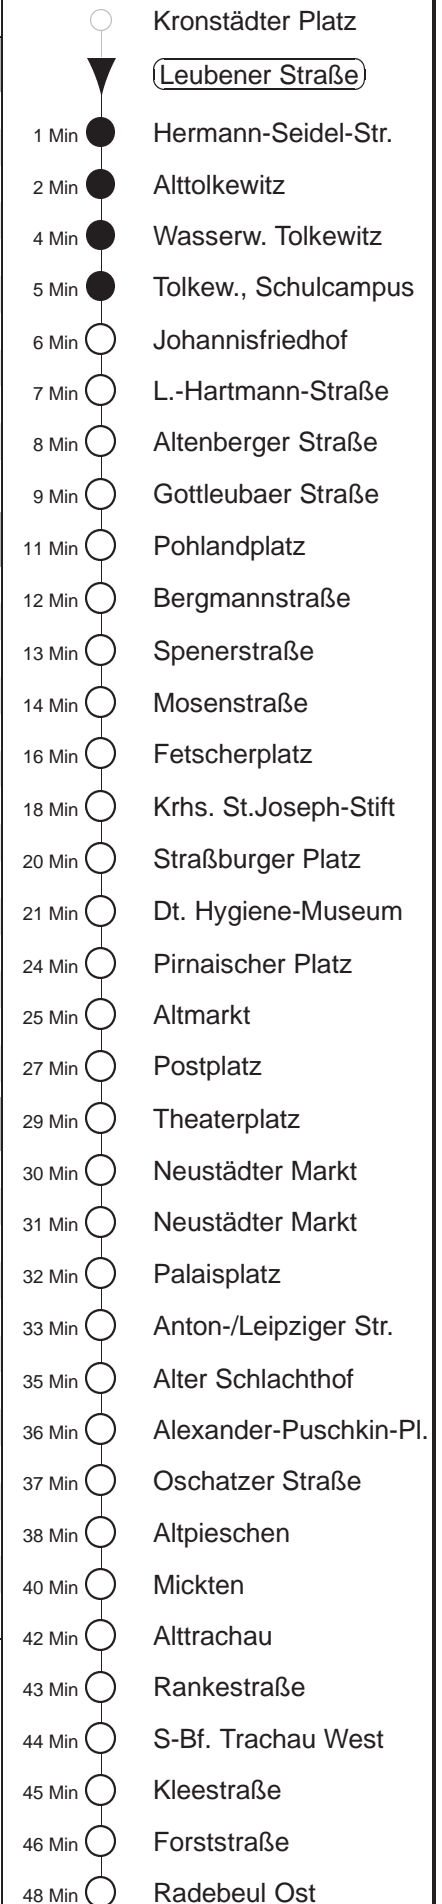 Kronstädter Platz
Leubener Straße
1 Min Hermann-Seidel-Str.
2 Min Alttolkewitz
4 Min Wasserw. Tolkewitz
5 Min Tolkew., Schulcampus
6 Min Johannisfriedhof
7 Min L.-Hartmann-Straße
8 Min Altenberger Straße
9 Min Gottleubaer Straße
11 Min Pohlandplatz
12 Min Bergmannstraße
13 Min Spenerstraße
14 Min Mosenstraße
16 Min Fetscherplatz
18 Min Krhs. St.Joseph-Stift
20 Min Straßburger Platz
21 Min Dt. Hygiene-Museum
24 Min Pirnaischer Platz
25 Min Altmarkt
27 Min Postplatz
29 Min Theaterplatz
30 Min Neustädter Markt
31 Min Neustädter Markt
32 Min Palaisplatz
33 Min Anton-/Leipziger Str.
35 Min Alter Schlachthof
36 Min Alexander-Puschkin-Pl.
37 Min Oschatzer Straße
38 Min Altpieschen
40 Min Mickten
42 Min Alttrachau
43 Min Rankestraße
44 Min S-Bf. Trachau West
45 Min Kleestraße
46 Min Forststraße
48 Min Radebeul Ost